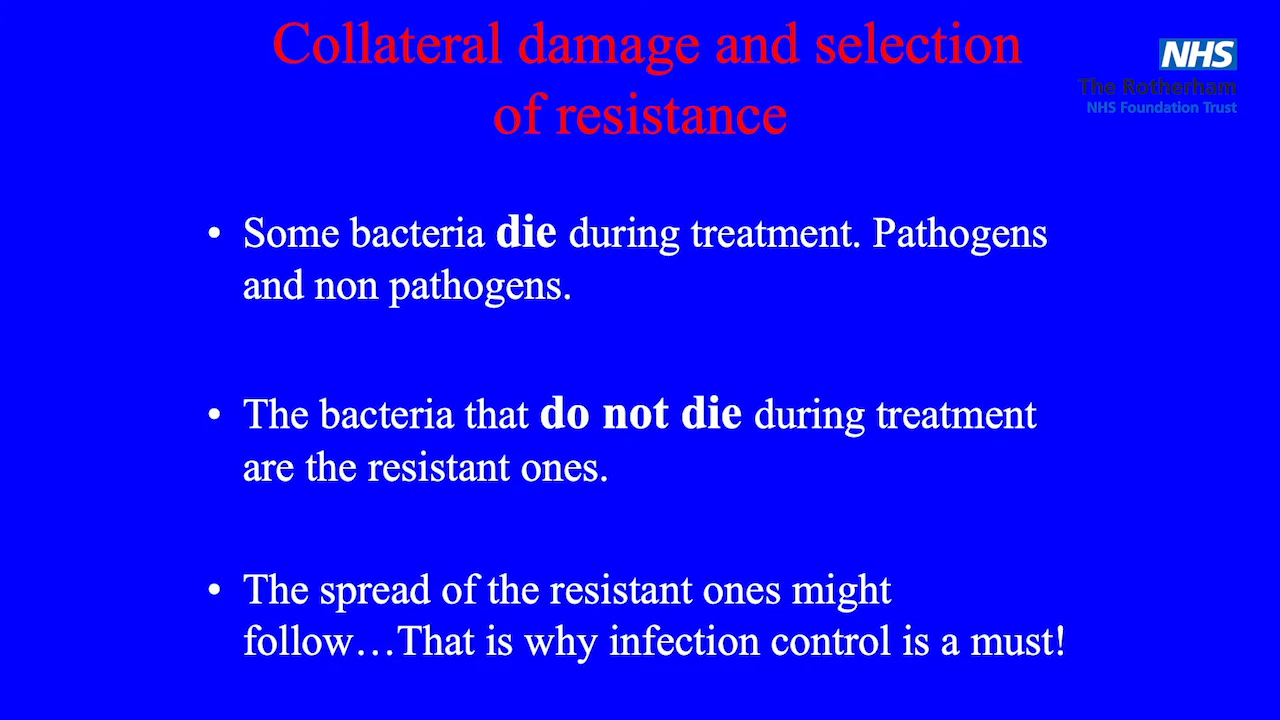 Collateral damage and selection
of resistance
NHS
The Rotherham
NHS Foundation Trust
• Some bacteria die during treatment. Pathogens
and non pathogens.
• The bacteria that do not die during treatment
are the resistant ones.
• The spread of the resistant ones might
follow…That is why infection control is a must!